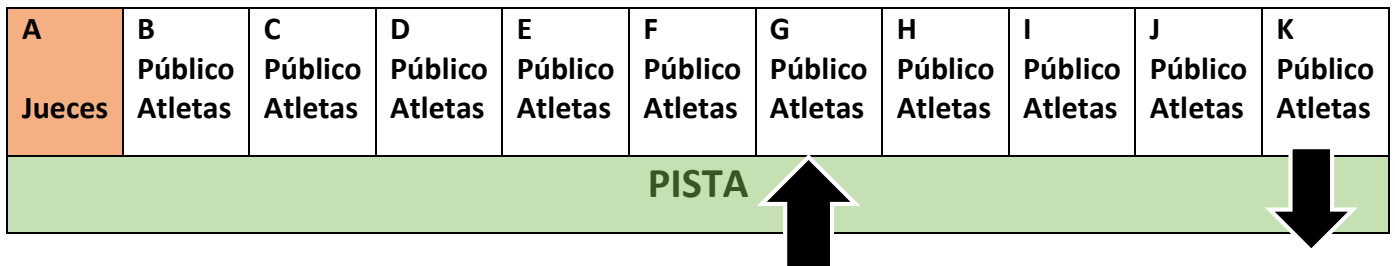 A B C D E F G H I J K
Público Público Público Público Público Público Público Público Público Público
Jueces Atletas Atletas Atletas Atletas Atletas Atletas Atletas Atletas Atletas Atletas
PISTA